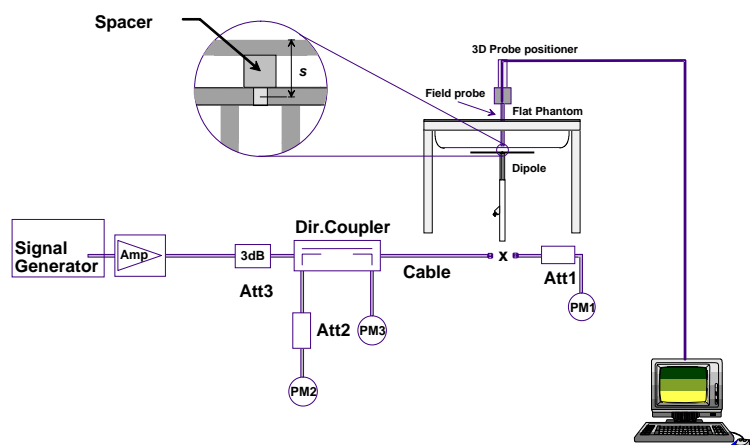 Spacer
s
3D Probe positioner
Field probe
Flat Phantom
Dipole
Dir.Coupler
Signal
Generator
Amp
3dB
Att3
Cable
x
Att1
PM1
Att2
PM3
PM2